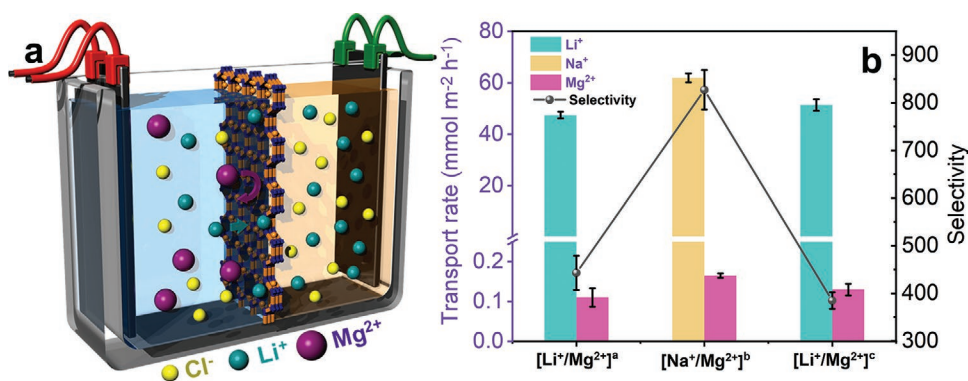 a
Cl⁻ Li⁺ Mg²⁺
b
Li⁺
Na⁺
Mg²⁺
Selectivity
Transport rate (mmol m⁻² h⁻¹)
80
60
40
20
0.2
0.1
0.0
Selectivity
900
800
700
600
500
400
300
[Li⁺/Mg²⁺]ᵃ [Na⁺/Mg²⁺]ᵇ [Li⁺/Mg²⁺]ᶜ